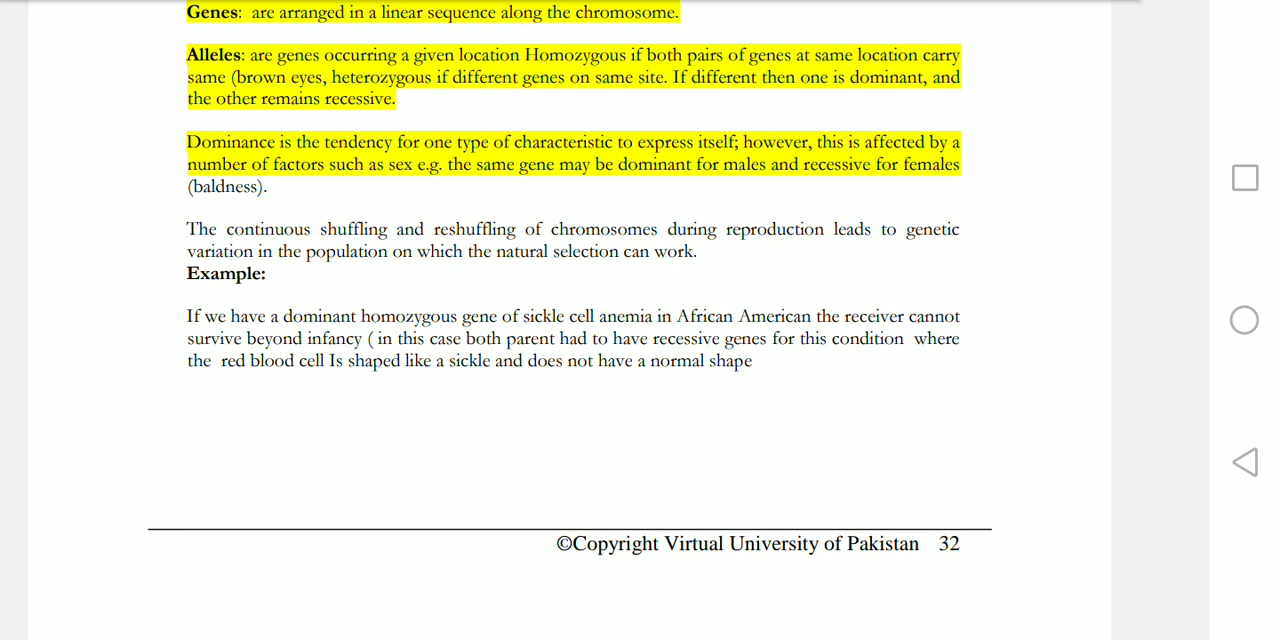 Genes: are arranged in a linear sequence along the chromosome.
Alleles: are genes occurring a given location Homozygous if both pairs of genes at same location carry
same (brown eyes, heterozygous if different genes on same site. If different then one is dominant, and
the other remains recessive.
Dominance is the tendency for one type of characteristic to express itself; however, this is affected by a
number of factors such as sex e.g. the same gene may be dominant for males and recessive for females
(baldness).
The continuous shuffling and reshuffling of chromosomes during reproduction leads to genetic
variation in the population on which the natural selection can work.
Example:
If we have a dominant homozygous gene of sickle cell anemia in African American the receiver cannot
survive beyond infancy ( in this case both parent had to have recessive genes for this condition where
the red blood cell Is shaped like a sickle and does not have a normal shape
©Copyright Virtual University of Pakistan 32